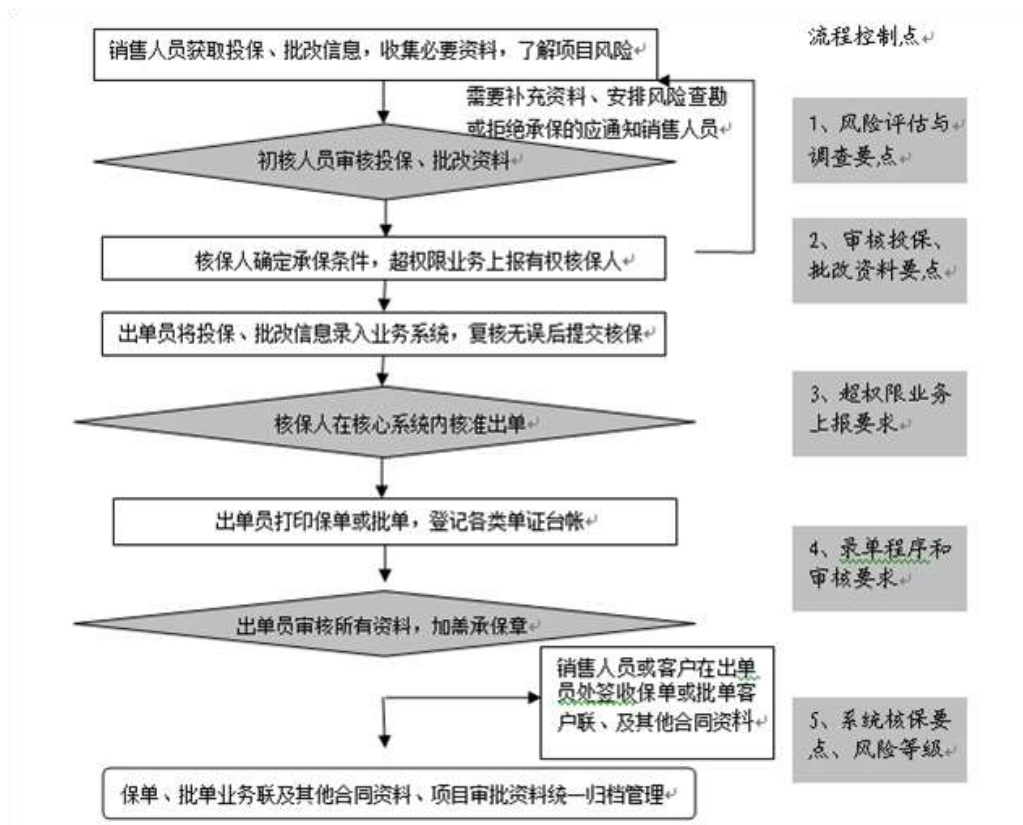 销售人员获取投保、批改信息，收集必要资料，了解项目风险
流程控制点
需要补充资料、安排风险查勘
或拒绝承保的应通知销售人员
1、风险评估与
调查要点
初核人员审核投保、批改资料
2、审核投保、
批改资料要点
核保人确定承保条件，超权限业务上报有权核保人
出单员将投保、批改信息录入业务系统，复核无误后提交核保
3、超权限业务
上报要求
核保人在核心系统内核准出单
出单员打印保单或批单，登记各类单证台帐
4、录单程序和
审核要求
出单员审核所有资料，加盖承保章
销售人员或客户在出单
员处签收保单或批单客
户联、及其他合同资料
5、系统核保要
点、风险等级
保单、批单业务联及其他合同资料、项目审批资料统一归档管理